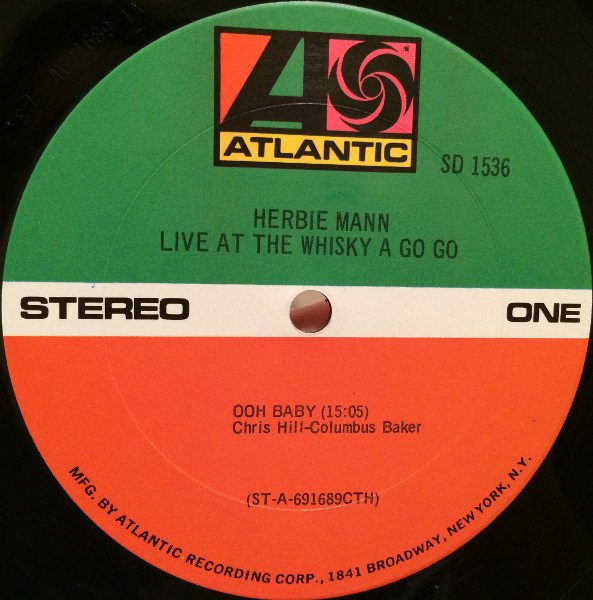 ATLANTIC
SD 1536
HERBIE MANN
LIVE AT THE WHISKY A GO GO
STEREO
ONE
OOH BABY (15:05)
Chris Hill-Columbus Baker
(ST-A-691689CTH)
MFG. BY ATLANTIC RECORDING CORP., 1841 BROADWAY, NEW YORK, N.Y.